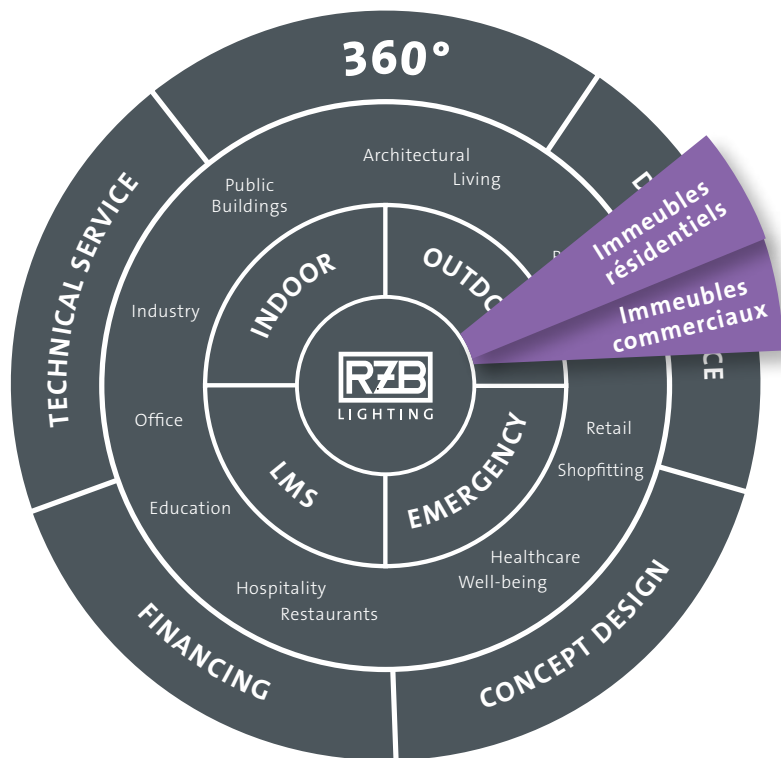 360°
TECHNICAL SERVICE
Architectural
Living
Public
Buildings
INDOOR
Immeubles
résidentiels
Immeubles
commerciaux
Industry
RZB
LIGHTING
Office
Retail
Shopfitting
LMS
EMERGENCY
Education
Healthcare
Well-being
Hospitality
Restaurants
FINANCING
CONCEPT DESIGN